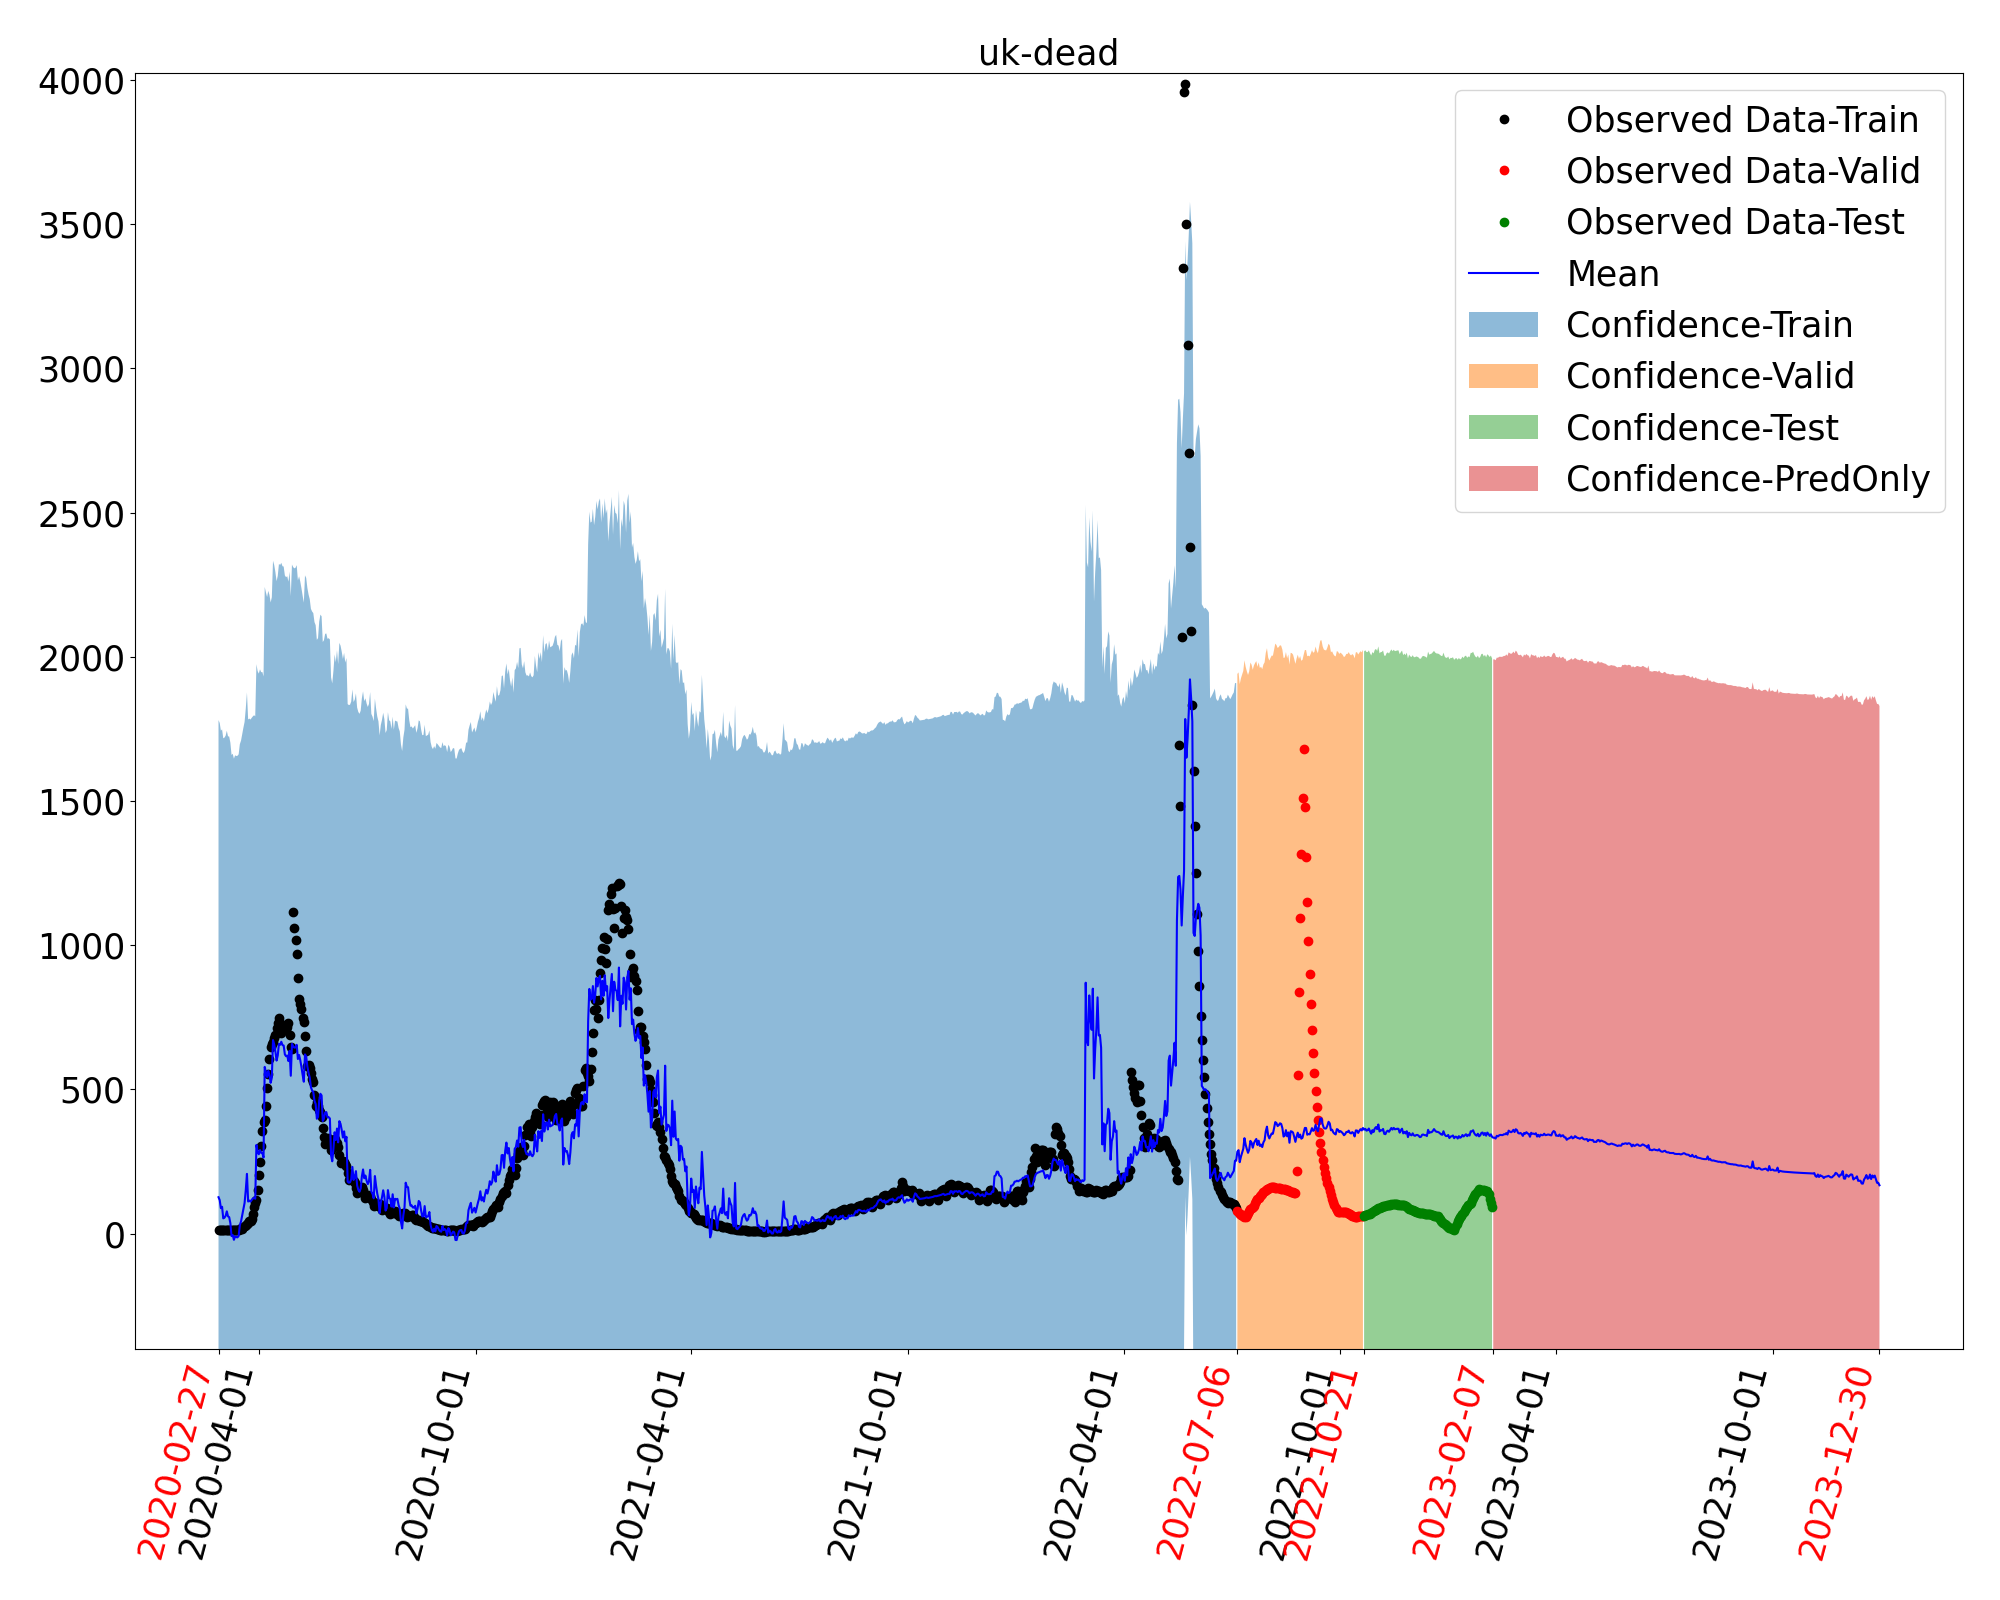 uk-dead
4000
3500
3000
2500
2000
1500
1000
500
0
Observed Data-Train
Observed Data-Valid
Observed Data-Test
Mean
Confidence-Train
Confidence-Valid
Confidence-Test
Confidence-PredOnly
2020-02-27
2020-04-01
2020-10-01
2021-04-01
2021-10-01
2022-04-01
2022-07-06
2022-10-01
2022-10-21
2023-02-07
2023-04-01
2023-10-01
2023-12-30